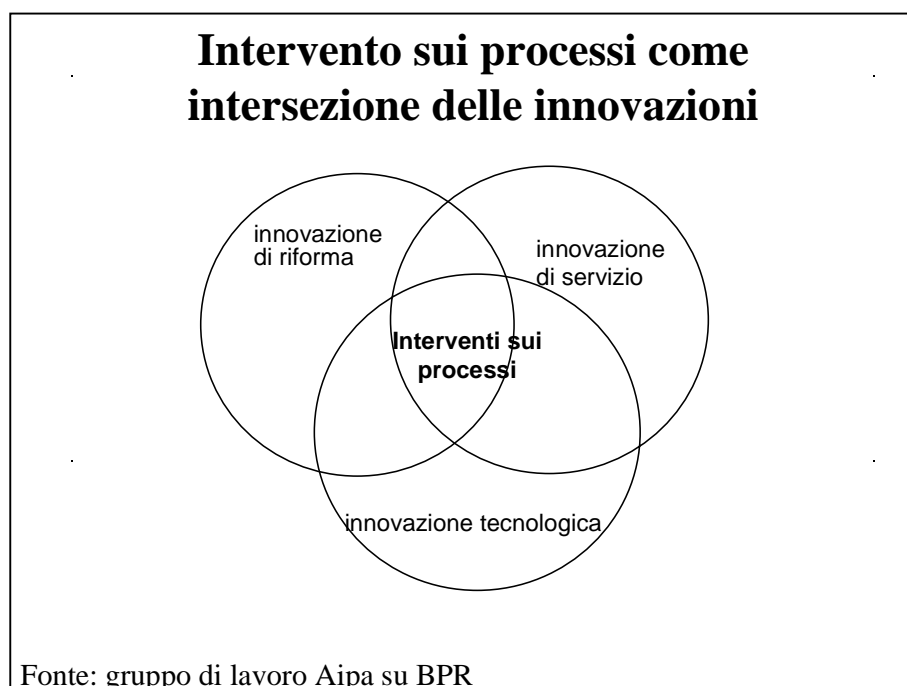 Intervento sui processi come
intersezione delle innovazioni
innovazione
di riforma
innovazione
di servizio
Interventi sui
processi
innovazione tecnologica
Fonte: gruppo di lavoro Aipa su BPR